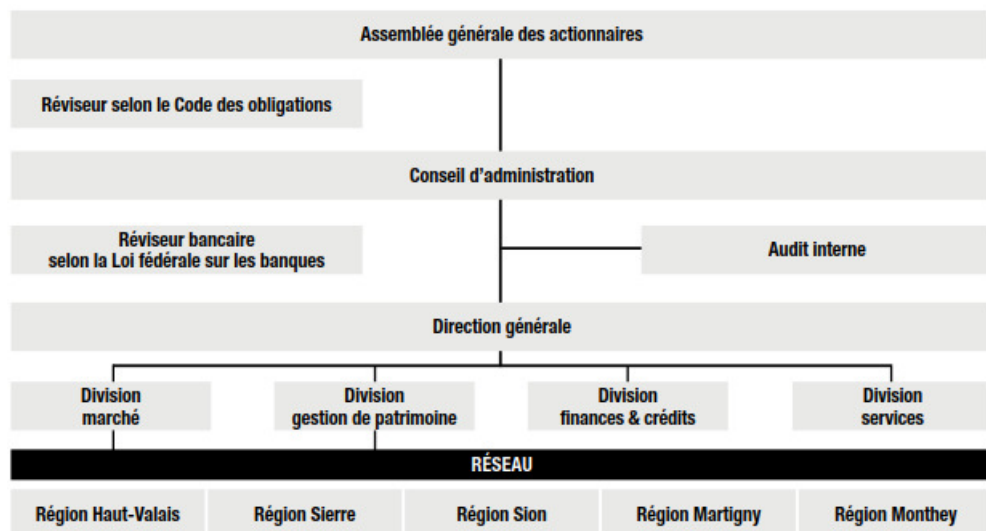 Assemblée générale des actionnaires
Réviseur selon le Code des obligations
Conseil d'administration
Réviseur bancaire
selon la Loi fédérale sur les banques
Audit interne
Direction générale
Division
marché
Division
gestion de patrimoine
Division
finances & crédits
Division
services
RÉSEAU
Région Haut-Valais
Région Sierre
Région Sion
Région Martigny
Région Monthey